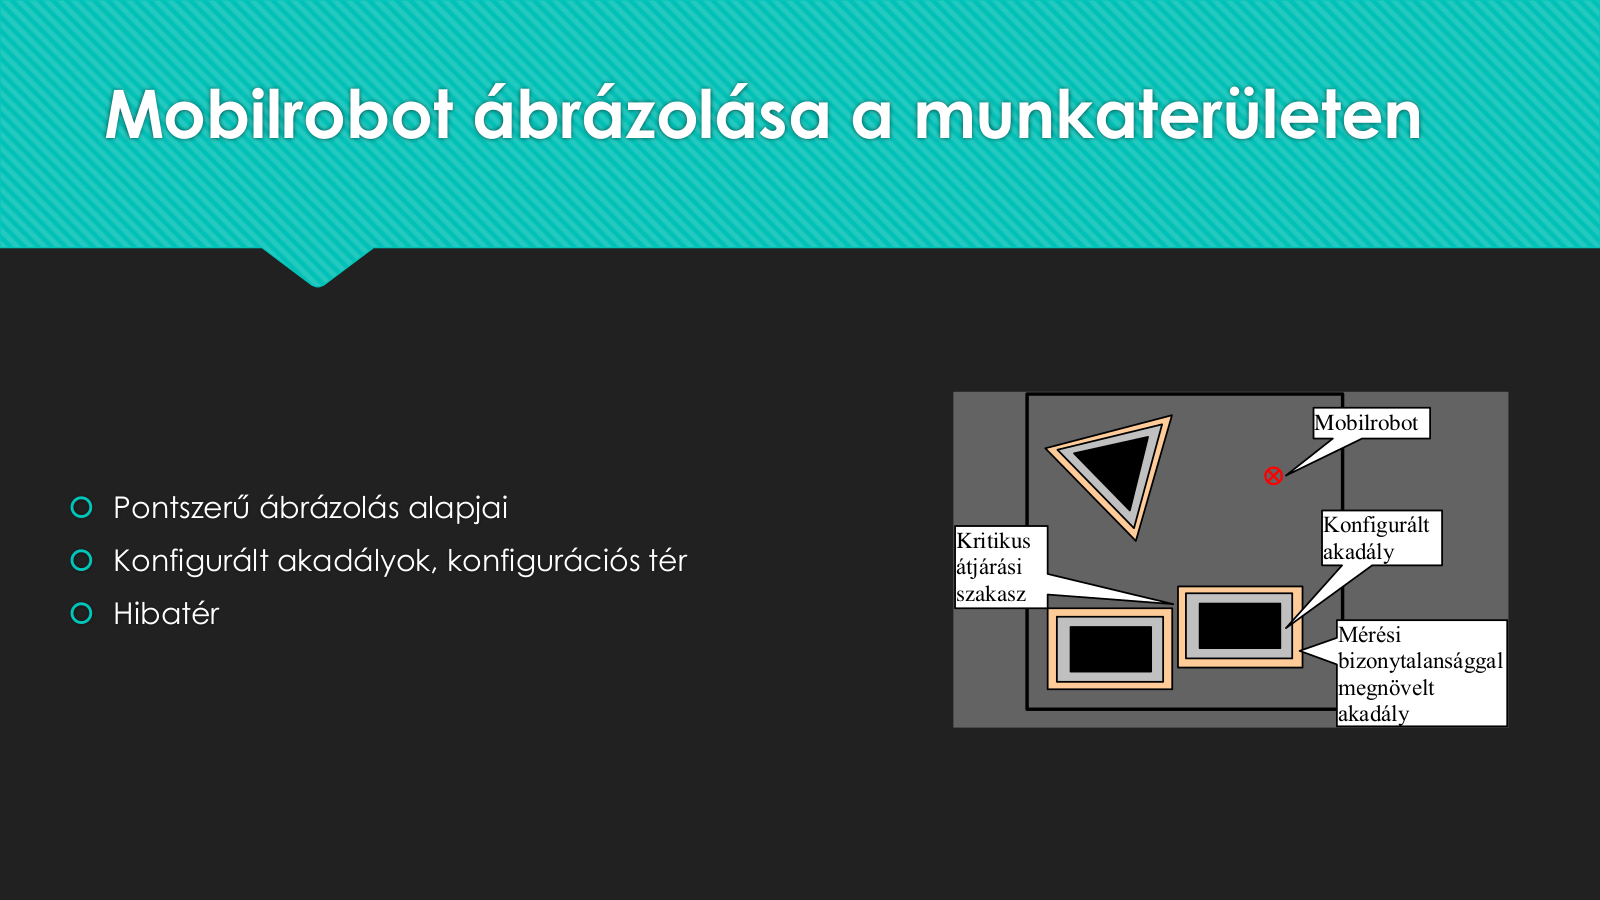 Mobilrobot ábrázolása a munkaterületen
Pontszerű ábrázolás alapjai
Konfigurált akadályok, konfigurációs tér
Hibatér
Mobilrobot
Konfigurált
akadály
Kritikus
átjárási
szakasz
Mérési
bizonytalansággal
megnövelt
akadály